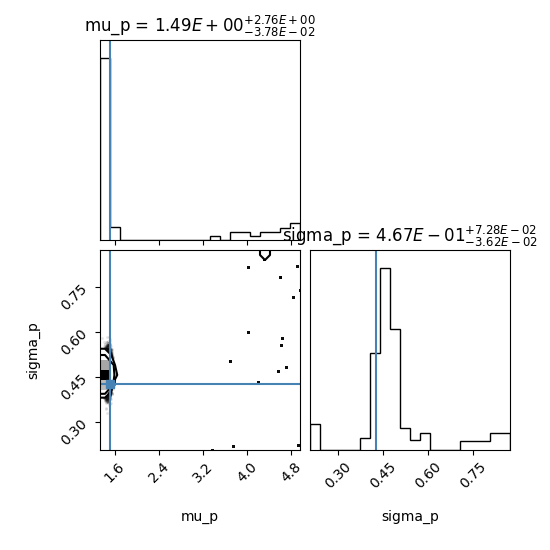 mu_p = 1.49E+00+2.76E+00−3.78E−02
sigma_p = 4.67E−01+7.28E−02−3.62E−02
sigma_p
0.75
0.60
0.45
0.30
1.6 2.4 3.2 4.0 4.8
0.30 0.45 0.60 0.75
mu_p
sigma_p